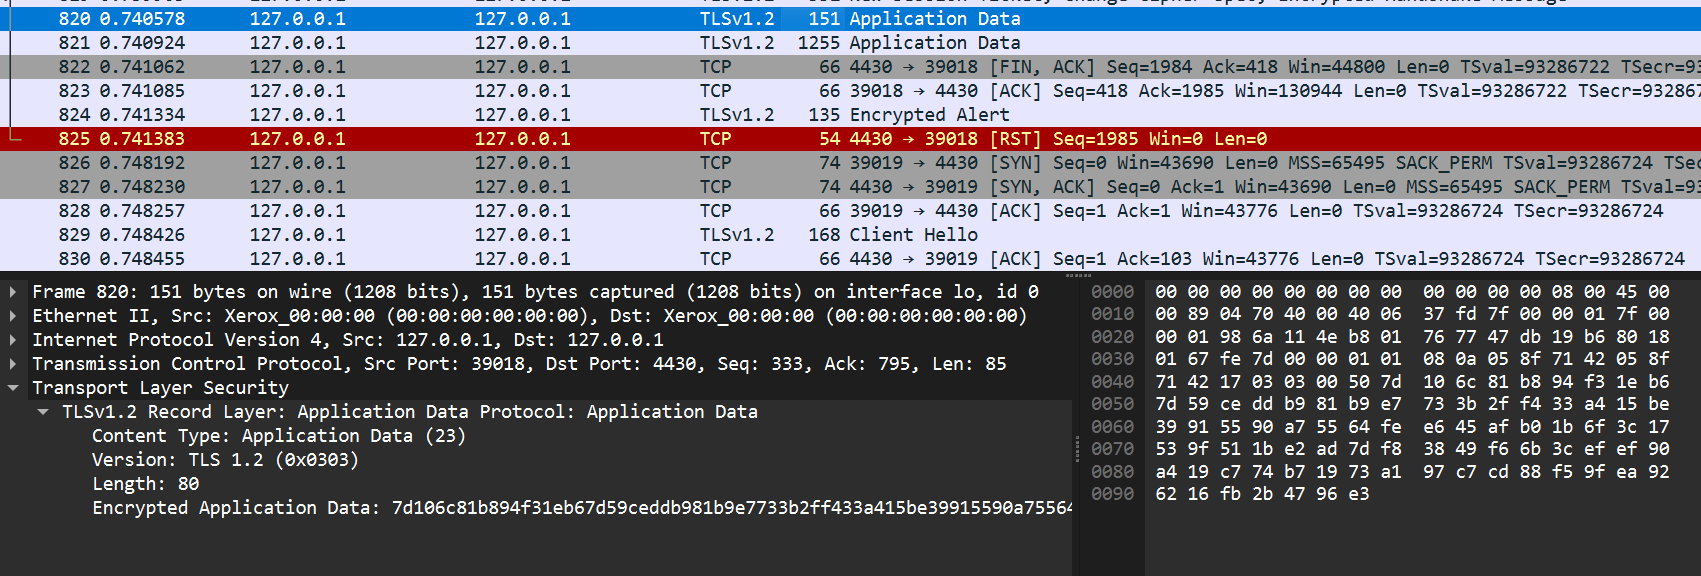 820 0.740578 127.0.0.1 127.0.0.1 TLSv1.2 151 Application Data
821 0.740924 127.0.0.1 127.0.0.1 TLSv1.2 1255 Application Data
822 0.741062 127.0.0.1 127.0.0.1 TCP 66 4430 → 39018 [FIN, ACK] Seq=1984 Ack=418 Win=44800 Len=0 TSval=93286722 TSecr=93
823 0.741085 127.0.0.1 127.0.0.1 TCP 66 39018 → 4430 [ACK] Seq=418 Ack=1985 Win=130944 Len=0 TSval=93286722 TSecr=93286
824 0.741334 127.0.0.1 127.0.0.1 TLSv1.2 135 Encrypted Alert
825 0.741383 127.0.0.1 127.0.0.1 TCP 54 4430 → 39018 [RST] Seq=1985 Win=0 Len=0
826 0.748192 127.0.0.1 127.0.0.1 TCP 74 39019 → 4430 [SYN] Seq=0 Win=43690 Len=0 MSS=65495 SACK_PERM TSval=93286724 TSec
827 0.748230 127.0.0.1 127.0.0.1 TCP 74 4430 → 39019 [SYN, ACK] Seq=0 Ack=1 Win=43690 Len=0 MSS=65495 SACK_PERM TSval=93
828 0.748257 127.0.0.1 127.0.0.1 TCP 66 39019 → 4430 [ACK] Seq=1 Ack=1 Win=43776 Len=0 TSval=93286724 TSecr=93286724
829 0.748426 127.0.0.1 127.0.0.1 TLSv1.2 168 Client Hello
830 0.748455 127.0.0.1 127.0.0.1 TCP 66 4430 → 39019 [ACK] Seq=1 Ack=103 Win=43776 Len=0 TSval=93286724 TSecr=93286724
Frame 820: 151 bytes on wire (1208 bits), 151 bytes captured (1208 bits) on interface lo, id 0
Ethernet II, Src: Xerox_00:00:00 (00:00:00:00:00:00), Dst: Xerox_00:00:00 (00:00:00:00:00:00)
Internet Protocol Version 4, Src: 127.0.0.1, Dst: 127.0.0.1
Transmission Control Protocol, Src Port: 39018, Dst Port: 4430, Seq: 333, Ack: 795, Len: 85
Transport Layer Security
TLSv1.2 Record Layer: Application Data Protocol: Application Data
Content Type: Application Data (23)
Version: TLS 1.2 (0x0303)
Length: 80
Encrypted Application Data: 7d106c81b894f31eb67d59ceddb981b9e7733b2ff433a415be39915590a75564
0000 00 00 00 00 00 00 00 00 00 00 00 00 08 00 45 00
0010 00 89 04 70 40 00 40 06 37 fd 7f 00 00 01 7f 00
0020 00 01 98 6a 11 4e b8 01 76 77 47 db 19 b6 80 18
0030 01 67 fe 7d 00 00 01 01 08 0a 05 8f 71 42 05 8f
0040 71 42 17 03 03 00 50 7d 10 6c 81 b8 94 f3 1e b6
0050 7d 59 ce dd b9 81 b9 e7 73 3b 2f f4 33 a4 15 be
0060 39 91 55 90 a7 55 64 fe e6 45 af b0 1b 6f 3c 17
0070 53 9f 51 1b e2 ad 7d f8 38 49 f6 6b 3c ef ef 90
0080 a4 19 c7 74 b7 19 73 a1 97 c7 cd 88 f5 9f ea 92
0090 62 16 fb 2b 47 96 e3